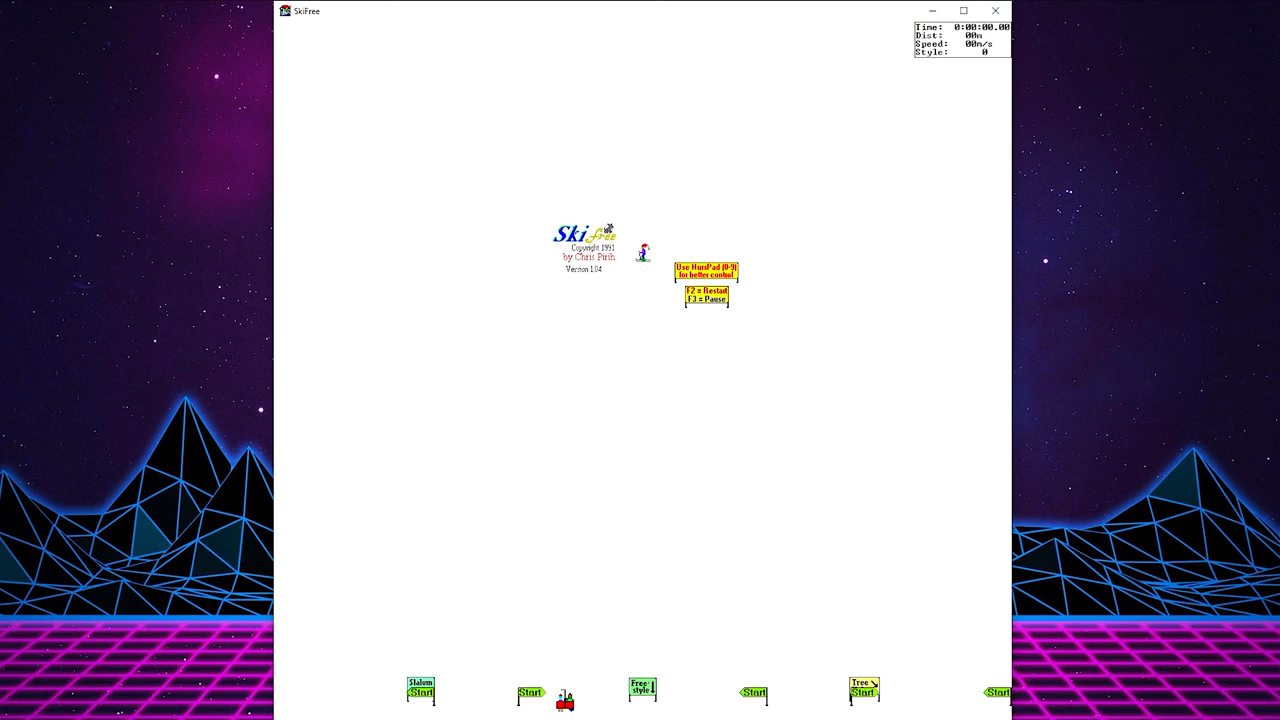 SkiFree
Time: 0:00:00.00
Dist: 00m
Speed: 00m/s
Style: 0
Ski free
Copyright 1991
by Chris Pirih
Version 1.04
Use NumPad (0-9)
for better control
F2 = Restart
F3 = Pause
Slalom
Start
Start
Free-
style
Start
Tree
Start
Start